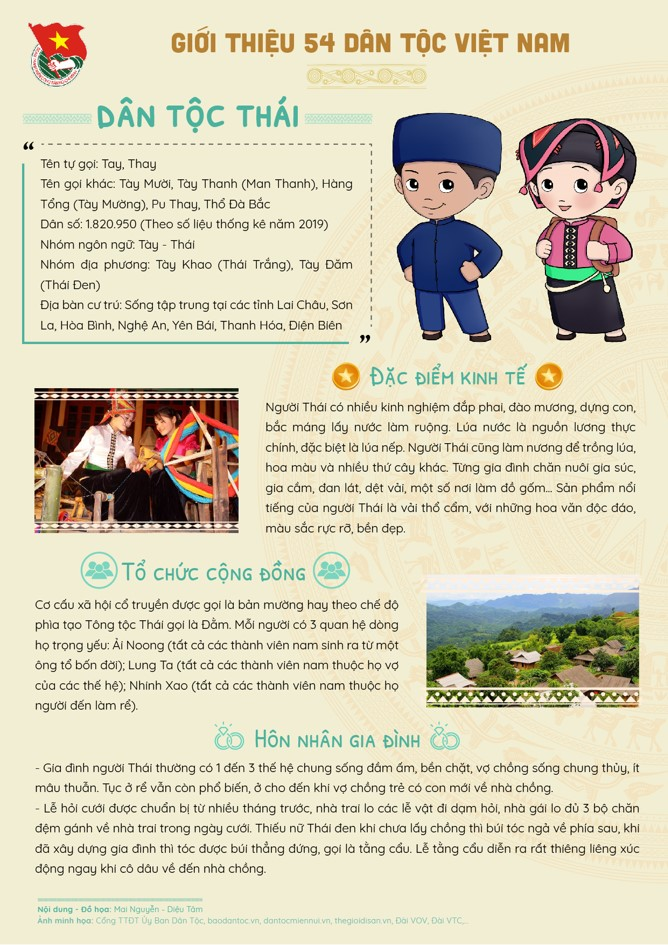 GIỚI THIỆU 54 DÂN TỘC VIỆT NAM
DÂN TỘC THÁI
Tên tự gọi: Tay, Thay
Tên gọi khác: Tày Mười, Tày Thanh (Man Thanh), Hàng
Tổng (Tày Mường), Pu Thay, Thổ Đà Bắc
Dân số: 1.820.950 (Theo số liệu thống kê năm 2019)
Nhóm ngôn ngữ: Tày - Thái
Nhóm địa phương: Tày Khao (Thái Trắng), Tày Đăm
(Thái Đen)
Địa bàn cư trú: Sống tập trung tại các tỉnh Lai Châu, Sơn
La, Hòa Bình, Nghệ An, Yên Bái, Thanh Hóa, Điện Biên
ĐẶC ĐIỂM KINH TẾ
Người Thái có nhiều kinh nghiệm đắp phai, đào mương, dựng con,
bắc máng lấy nước làm ruộng. Lúa nước là nguồn lương thực
chính, đặc biệt là lúa nếp. Người Thái cũng làm nương để trồng lúa,
hoa màu và nhiều thứ cây khác. Từng gia đình chăn nuôi gia súc,
gia cầm, đan lát, dệt vải, một số nơi làm đồ gốm... Sản phẩm nổi
tiếng của người Thái là vải thổ cẩm, với những hoa văn độc đáo,
màu sắc rực rỡ, bền đẹp.
TỔ CHỨC CỘNG ĐỒNG
Cơ cấu xã hội cổ truyền được gọi là bản mường hay theo chế độ
phìa tạo Tông tộc Thái gọi là Đằm. Mỗi người có 3 quan hệ dòng
họ trọng yếu: Ải Noong (tất cả các thành viên nam sinh ra từ một
ông tổ bốn đời); Lung Ta (tất cả các thành viên nam thuộc họ vợ
của các thế hệ); Nhinh Xao (tất cả các thành viên nam thuộc họ
người đến làm rể).
HÔN NHÂN GIA ĐÌNH
- Gia đình người Thái thường có 1 đến 3 thế hệ chung sống đầm ấm, bền chặt, vợ chồng sống chung thủy, ít
mâu thuẫn. Tục ở rể vẫn còn phổ biến, ở cho đến khi vợ chồng trẻ có con mới về nhà chồng.
- Lễ hỏi cưới được chuẩn bị từ nhiều tháng trước, nhà trai lo các lễ vật đi dạm hỏi, nhà gái lo đủ 3 bộ chăn
đệm gánh về nhà trai trong ngày cưới. Thiếu nữ Thái đen khi chưa lấy chồng thì búi tóc ngả về phía sau, khi
đã xây dựng gia đình thì tóc được búi thẳng đứng, gọi là tằng cẩu. Lễ tằng cẩu diễn ra rất thiêng liêng xúc
động ngay khi cô dâu về đến nhà chồng.
Nội dung - Đồ họa: Mai Nguyễn - Diệu Tâm
Ảnh minh họa: Cổng TTĐT Ủy Ban Dân Tộc, baodantoc.vn, dantocmiennui.vn, thegioidisan.vn, Đài VOV, Đài VTC,...